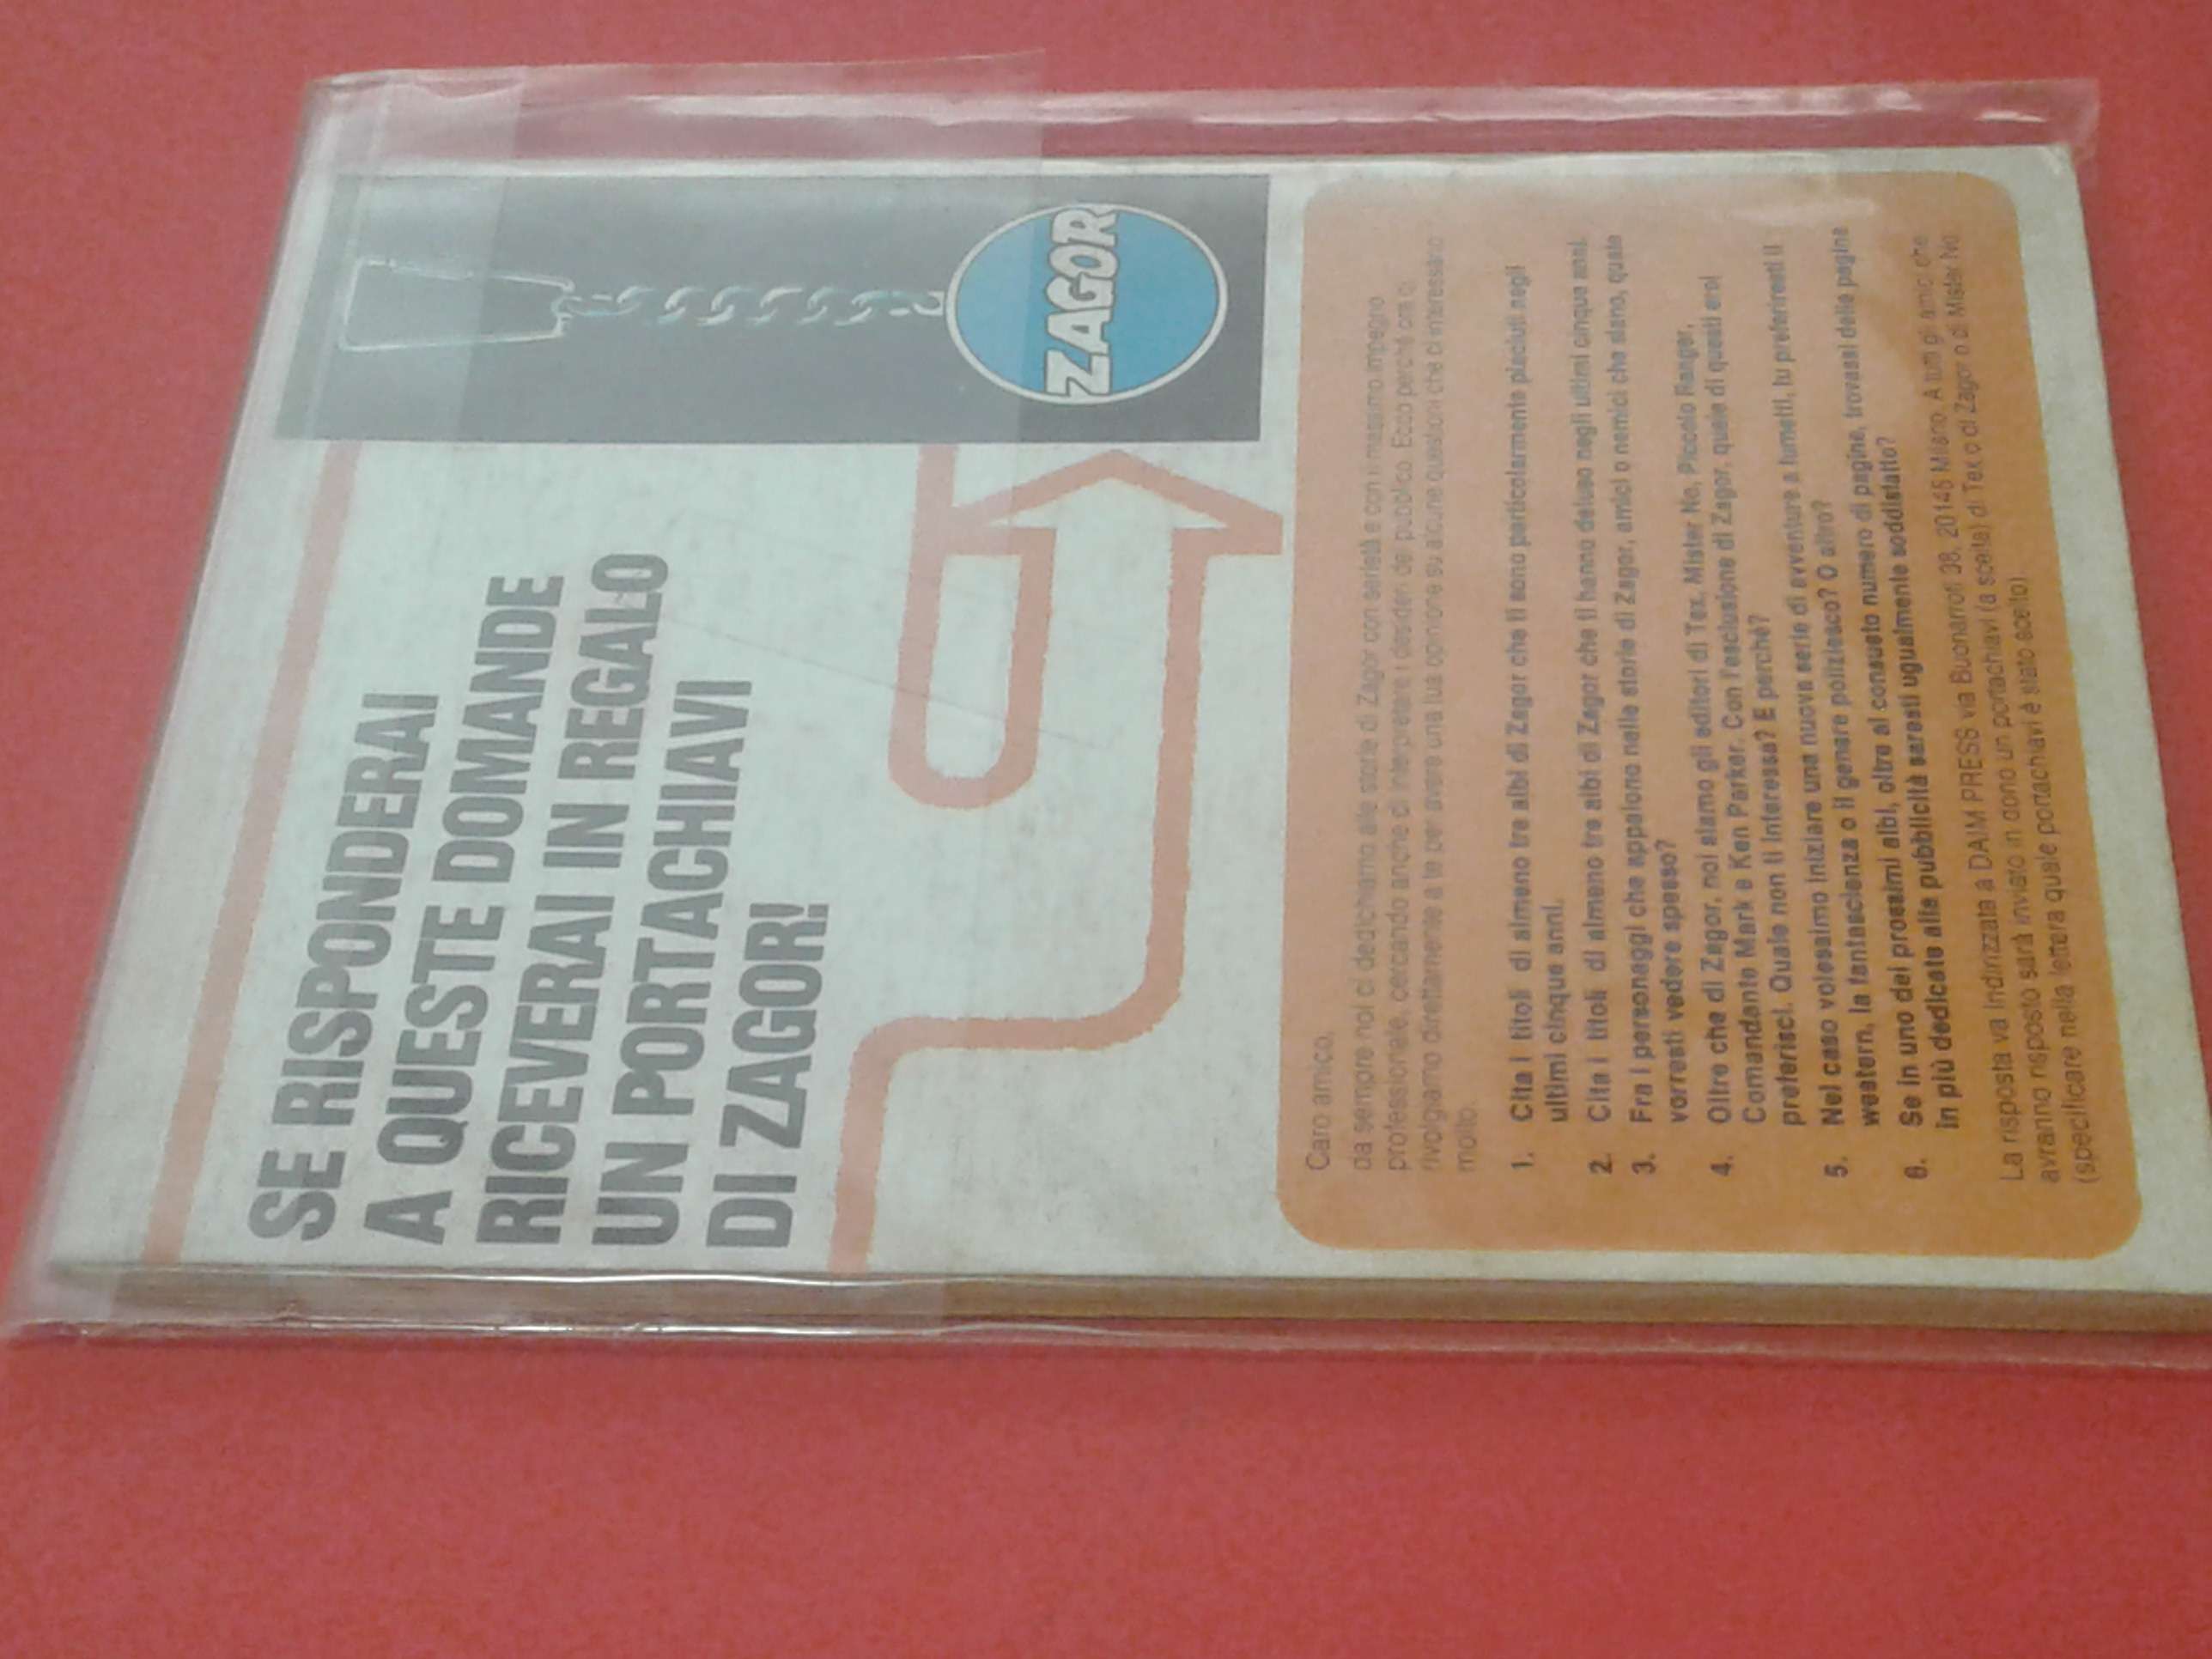 SE RISPONDERAI
A QUESTE DOMANDE
RICEVERAI IN REGALO
UN PORTACHIAVI
DI ZAGOR!
ZAGOR
Caro amico,
da sempre noi ci dedichiamo alle storie di Zagor con serietà e con il massimo impegno
professionale, cercando anche di interpretare i desideri del pubblico. Ecco perché ora ci
rivolgiamo direttamente a te per avere una tua opinione su alcune questioni che ci interessano
molto.
1. Cita i titoli di almeno tre albi di Zagor che ti sono particolarmente piaciuti negli
ultimi cinque anni.
2. Cita i titoli di almeno tre albi di Zagor che ti hanno deluso negli ultimi cinque anni.
3. Fra i personaggi che appaiono nelle storie di Zagor, amici o nemici che siano, quale
vorresti vedere spesso?
4. Oltre che di Zagor, noi siamo gli editori di Tex, Mister No, Piccolo Ranger,
Comandante Mark e Ken Parker. Con l'esclusione di Zagor, quale di questi eroi
preferisci. Quale non ti interessa? E perchè?
5. Nel caso volessimo iniziare una nuova serie di avventure a fumetti, tu preferiresti il
western, la fantascienza o il genere poliziesco? O altro?
6. Se in uno dei prossimi albi, oltre al consueto numero di pagine, trovassi delle pagine
in più dedicate alla pubblicità saresti ugualmente soddisfatto?
La risposta va indirizzata a DAIM PRESS via Buonarroti 38, 20145 Milano. A tutti gli amici che
avranno risposto sarà inviato in dono un portachiavi (a scelta) di Tex o di Zagor o di Mister No
(specificare nella lettera quale portachiavi è stato scelto).